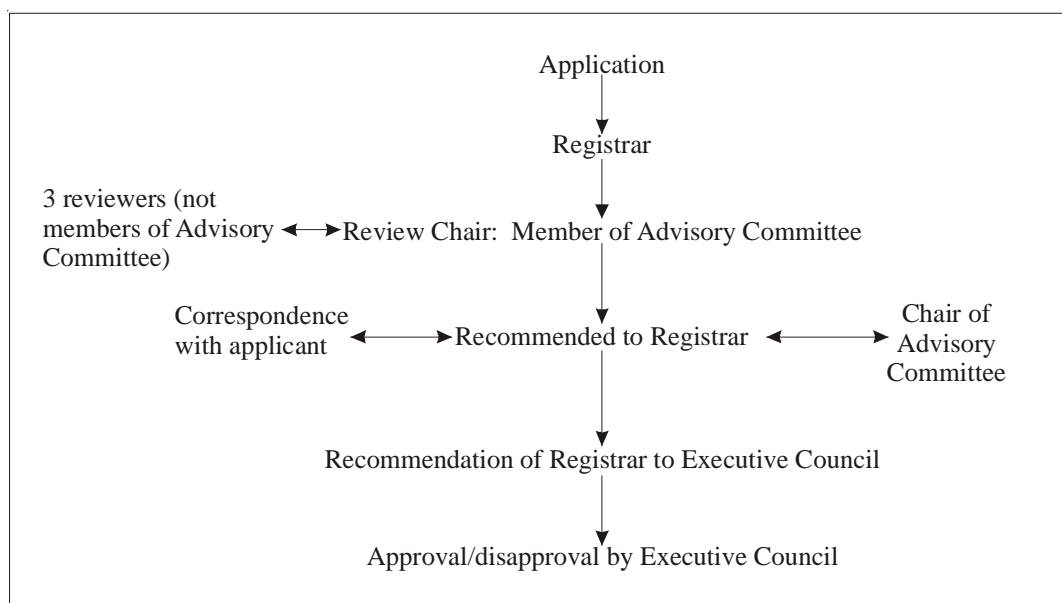 Application
Registrar
3 reviewers (not
members of Advisory
Committee)
Review Chair: Member of Advisory Committee
Correspondence
with applicant
Recommended to Registrar
Chair of
Advisory
Committee
Recommendation of Registrar to Executive Council
Approval/disapproval by Executive Council